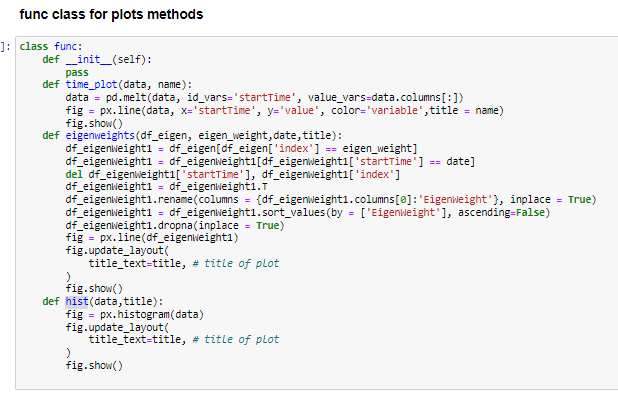 func class for plots methods
]: class func:
    def __init__(self):
        pass
    def time_plot(data, name):
        data = pd.melt(data, id_vars='startTime', value_vars=data.columns[:])
        fig = px.line(data, x='startTime', y='value', color='variable',title = name)
        fig.show()
    def eigenweights(df_eigen, eigen_weight,date,title):
        df_eigenWeight1 = df_eigen[df_eigen['index'] == eigen_weight]
        df_eigenWeight1 = df_eigenWeight1[df_eigenWeight1['startTime'] == date]
        del df_eigenWeight1['startTime'], df_eigenWeight1['index']
        df_eigenWeight1 = df_eigenWeight1.T
        df_eigenWeight1.rename(columns = {df_eigenWeight1.columns[0]:'EigenWeight'}, inplace = True)
        df_eigenWeight1 = df_eigenWeight1.sort_values(by = ['EigenWeight'], ascending=False)
        df_eigenWeight1.dropna(inplace = True)
        fig = px.line(df_eigenWeight1)
        fig.update_layout(
            title_text=title, # title of plot
        )
        fig.show()
    def hist(data,title):
        fig = px.histogram(data)
        fig.update_layout(
            title_text=title, # title of plot
        )
        fig.show()